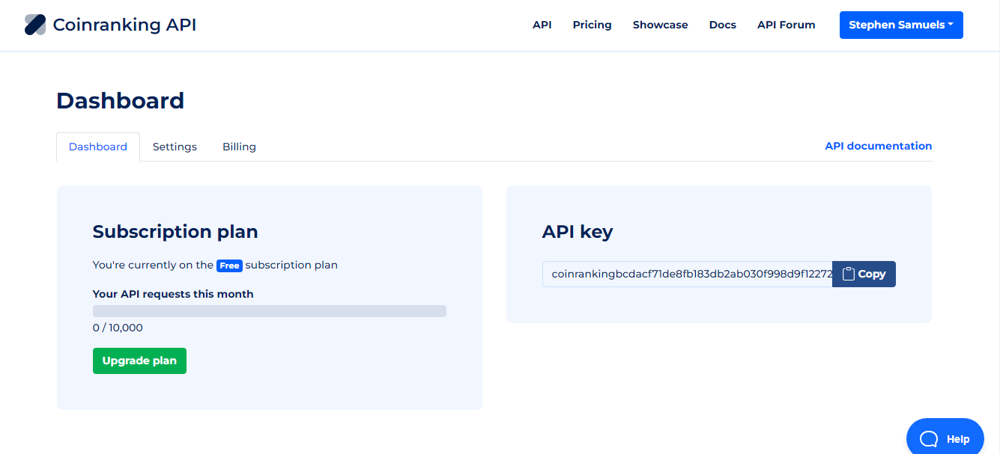 Coinranking API
API Pricing Showcase Docs API Forum Stephen Samuels
Dashboard
Dashboard Settings Billing API documentation
Subscription plan
You're currently on the Free subscription plan
Your API requests this month
0 / 10,000
Upgrade plan
API key
coinrankingbcdacf71de8fb183db2ab030f998d9f12272 Copy
Help